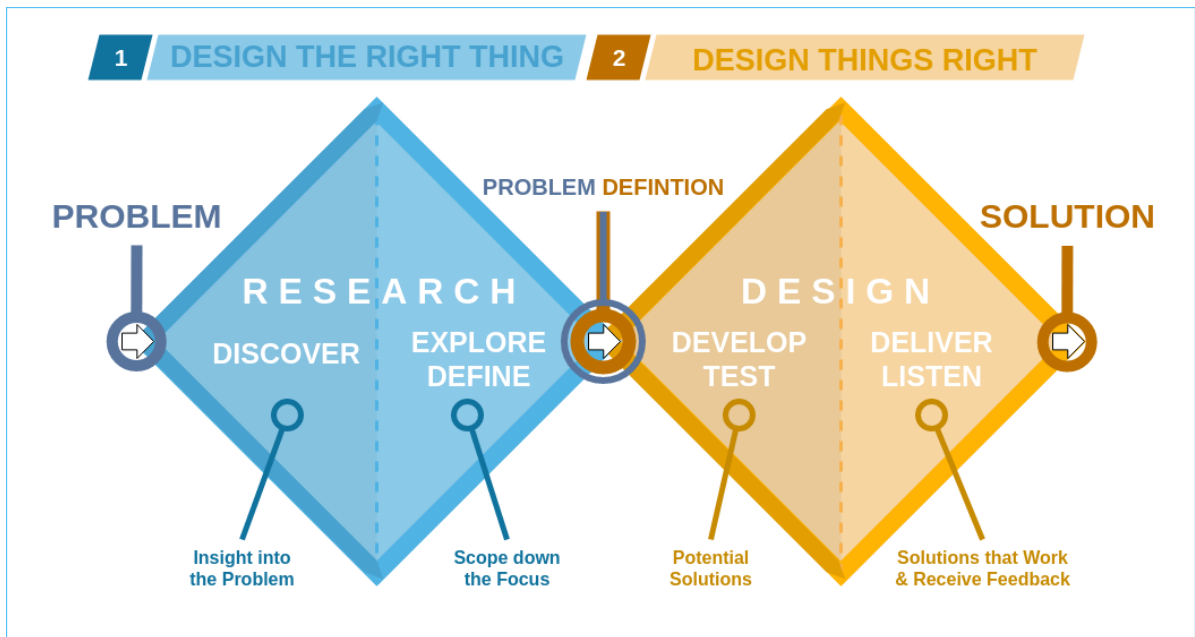 1 DESIGN THE RIGHT THING 2 DESIGN THINGS RIGHT
PROBLEM DEFINTION
PROBLEM
SOLUTION
RESEARCH
DESIGN
DISCOVER
EXPLORE
DEFINE
DEVELOP
TEST
DELIVER
LISTEN
Insight into
the Problem
Scope down
the Focus
Potential
Solutions
Solutions that Work
& Receive Feedback